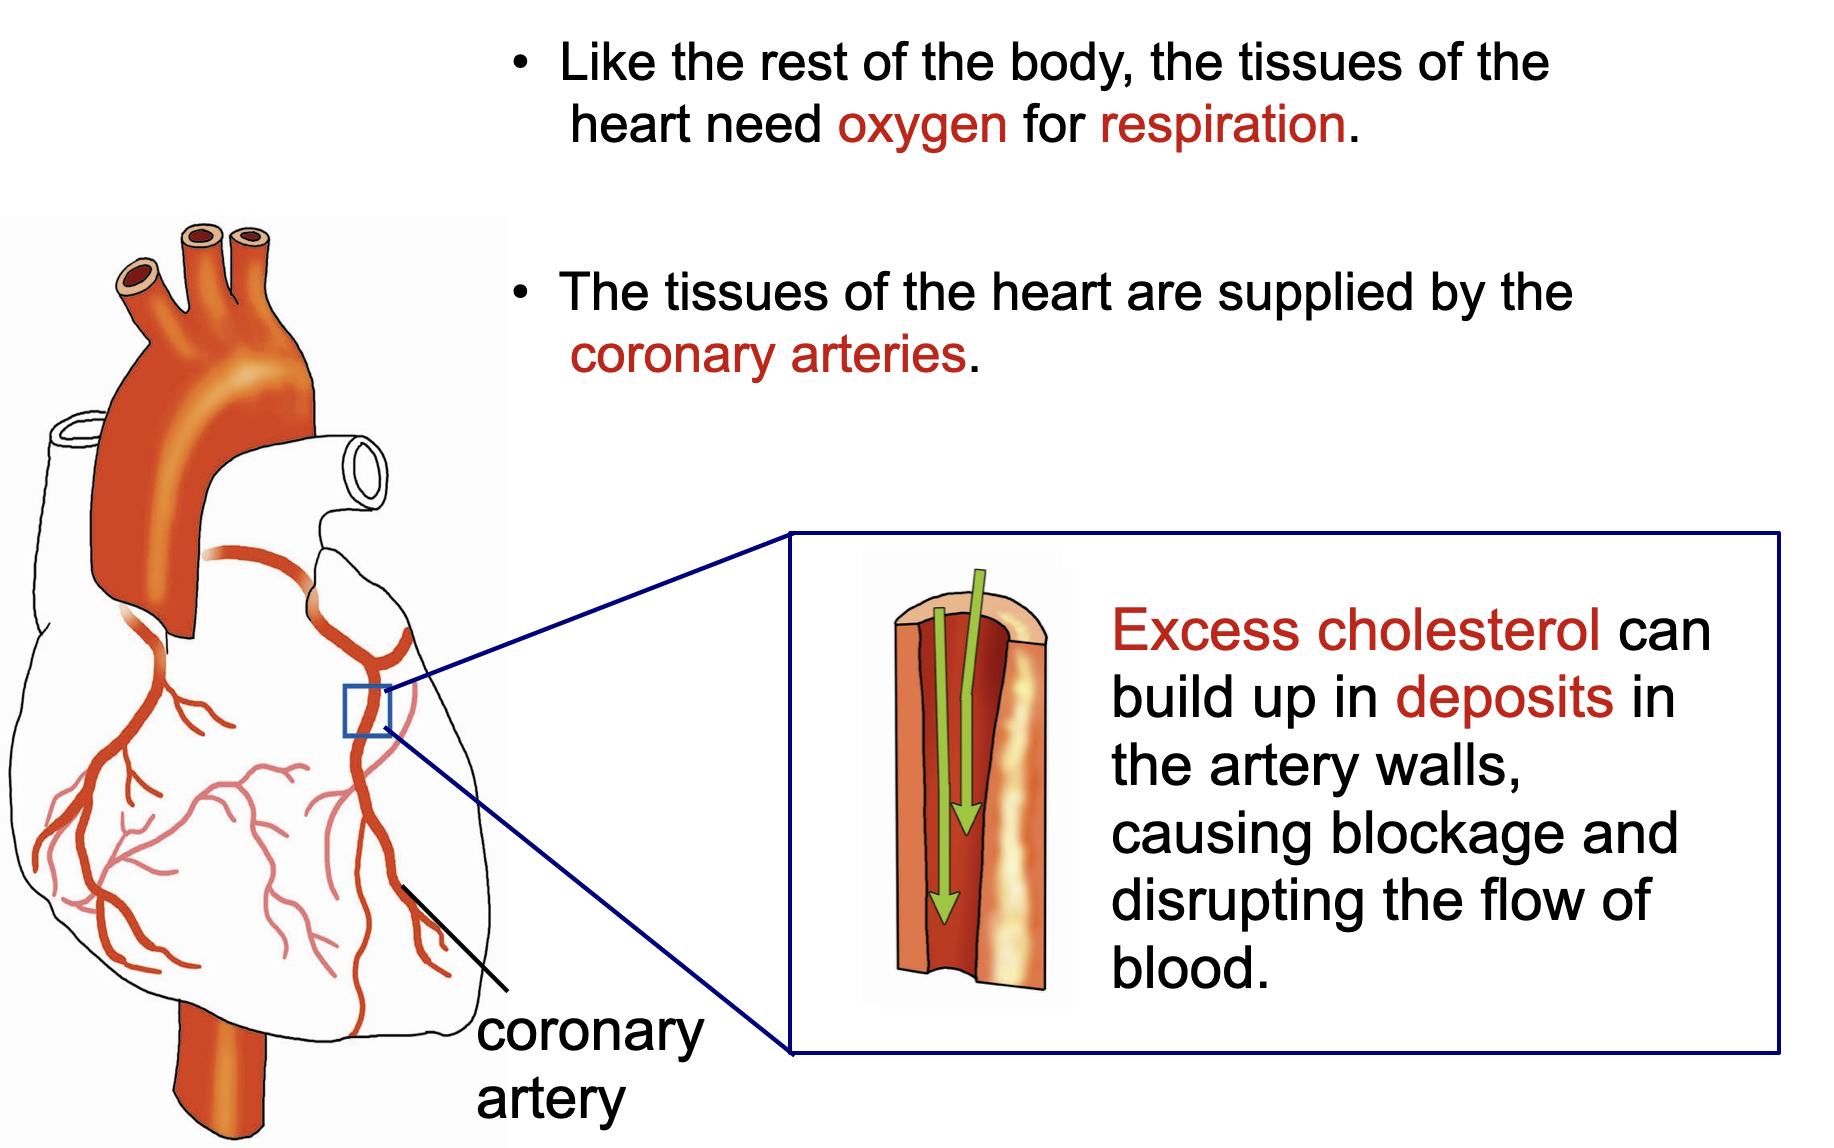 • Like the rest of the body, the tissues of the
heart need oxygen for respiration.
• The tissues of the heart are supplied by the
coronary arteries.
Excess cholesterol can
build up in deposits in
the artery walls,
causing blockage and
disrupting the flow of
blood.
coronary
artery